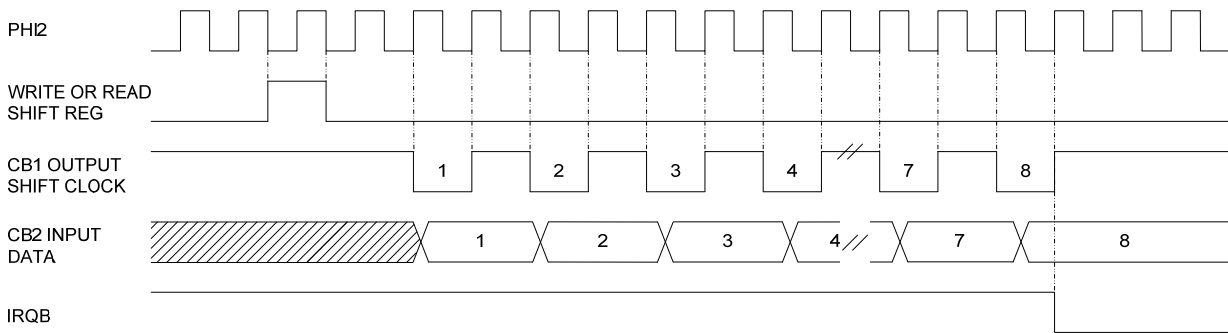 PHI2
WRITE OR READ
SHIFT REG
CB1 OUTPUT
SHIFT CLOCK
1 2 3 4 7 8
CB2 INPUT
DATA
1 2 3 4 7 8
IRQB